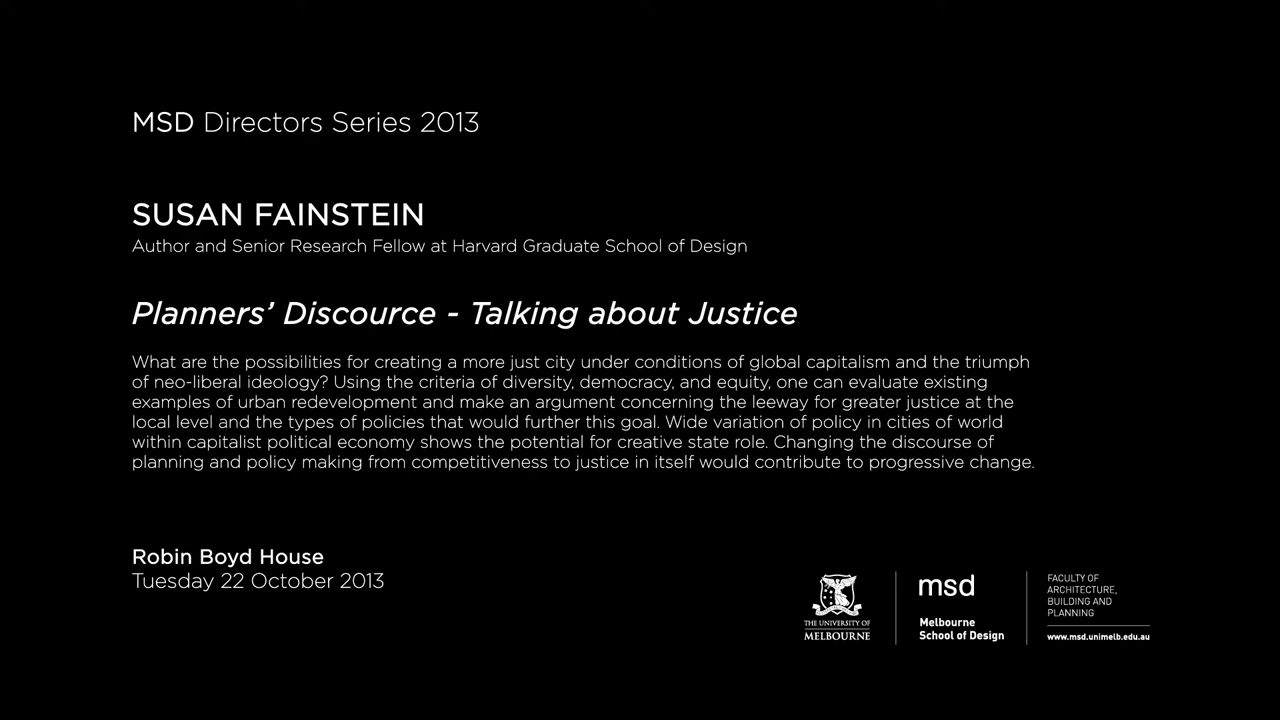 MSD Directors Series 2013
SUSAN FAINSTEIN
Author and Senior Research Fellow at Harvard Graduate School of Design
Planners’ Discource - Talking about Justice
What are the possibilities for creating a more just city under conditions of global capitalism and the triumph
of neo-liberal ideology? Using the criteria of diversity, democracy, and equity, one can evaluate existing
examples of urban redevelopment and make an argument concerning the leeway for greater justice at the
local level and the types of policies that would further this goal. Wide variation of policy in cities of world
within capitalist political economy shows the potential for creative state role. Changing the discourse of
planning and policy making from competitiveness to justice in itself would contribute to progressive change.
Robin Boyd House
Tuesday 22 October 2013
THE UNIVERSITY OF
MELBOURNE
msd
Melbourne
School of Design
FACULTY OF
ARCHITECTURE,
BUILDING AND
PLANNING
www.msd.unimelb.edu.au